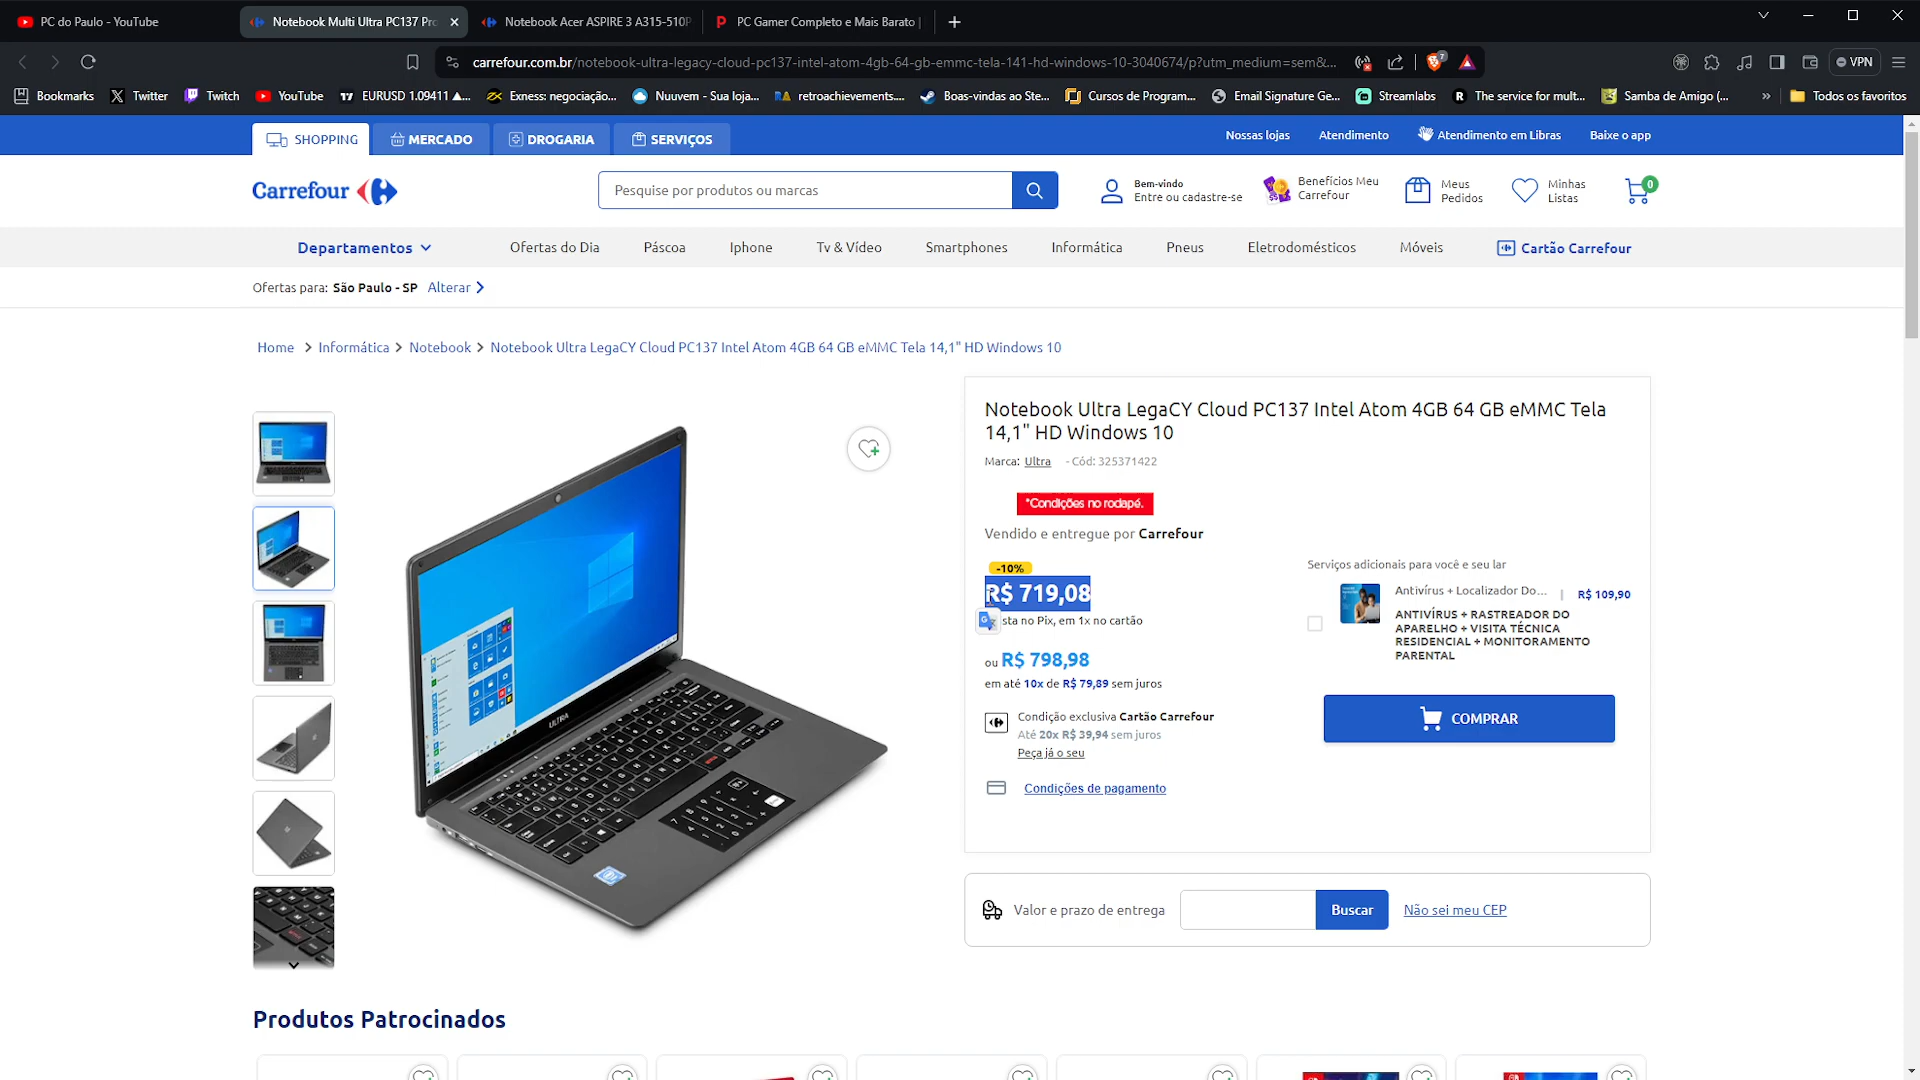 PC do Paulo - YouTube
Notebook Multi Ultra PC137 Pro
Notebook Acer ASPIRE 3 A315-510P
PC Gamer Completo e Mais Barato |
carrefour.com.br/notebook-ultra-legacy-cloud-pc137-intel-atom-4gb-64-gb-emmc-tela-141-hd-windows-10-3040674/p?utm_medium=sem&...
7
VPN
Bookmarks
Twitter
Twitch
YouTube
EURUSD 1.09411 ▲...
Exness: negociação...
Nuuvem - Sua loja...
retroachievements....
Boas-vindas ao Ste...
Cursos de Program...
Email Signature Ge...
Streamlabs
The service for mult...
Samba de Amigo (...
»
Todos os favoritos
SHOPPING
MERCADO
DROGARIA
SERVIÇOS
Nossas lojas
Atendimento
Atendimento em Libras
Baixe o app
Carrefour
Pesquise por produtos ou marcas
Bem-vindo
Entre ou cadastre-se
Benefícios Meu
Carrefour
Meus
Pedidos
Minhas
Listas
0
Departamentos
Ofertas do Dia
Páscoa
Iphone
Tv & Vídeo
Smartphones
Informática
Pneus
Eletrodomésticos
Móveis
Cartão Carrefour
Ofertas para: São Paulo - SP Alterar
Home
Informática
Notebook
Notebook Ultra LegaCY Cloud PC137 Intel Atom 4GB 64 GB eMMC Tela 14,1" HD Windows 10
ULTRA
Notebook Ultra LegaCY Cloud PC137 Intel Atom 4GB 64 GB eMMC Tela
14,1" HD Windows 10
Marca: Ultra - Cód: 325371422
*Condições no rodapé.
Vendido e entregue por Carrefour
-10%
R$ 719,08
sta no Pix, em 1x no cartão
ou R$ 798,98
em até 10x de R$ 79,89 sem juros
Condição exclusiva Cartão Carrefour
Até 20x R$ 39,94 sem juros
Peça já o seu
Condições de pagamento
Serviços adicionais para você e seu lar
Antivírus + Localizador Do... | R$ 109,90
ANTIVÍRUS + RASTREADOR DO
APARELHO + VISITA TÉCNICA
RESIDENCIAL + MONITORAMENTO
PARENTAL
COMPRAR
Valor e prazo de entrega
Buscar
Não sei meu CEP
Produtos Patrocinados